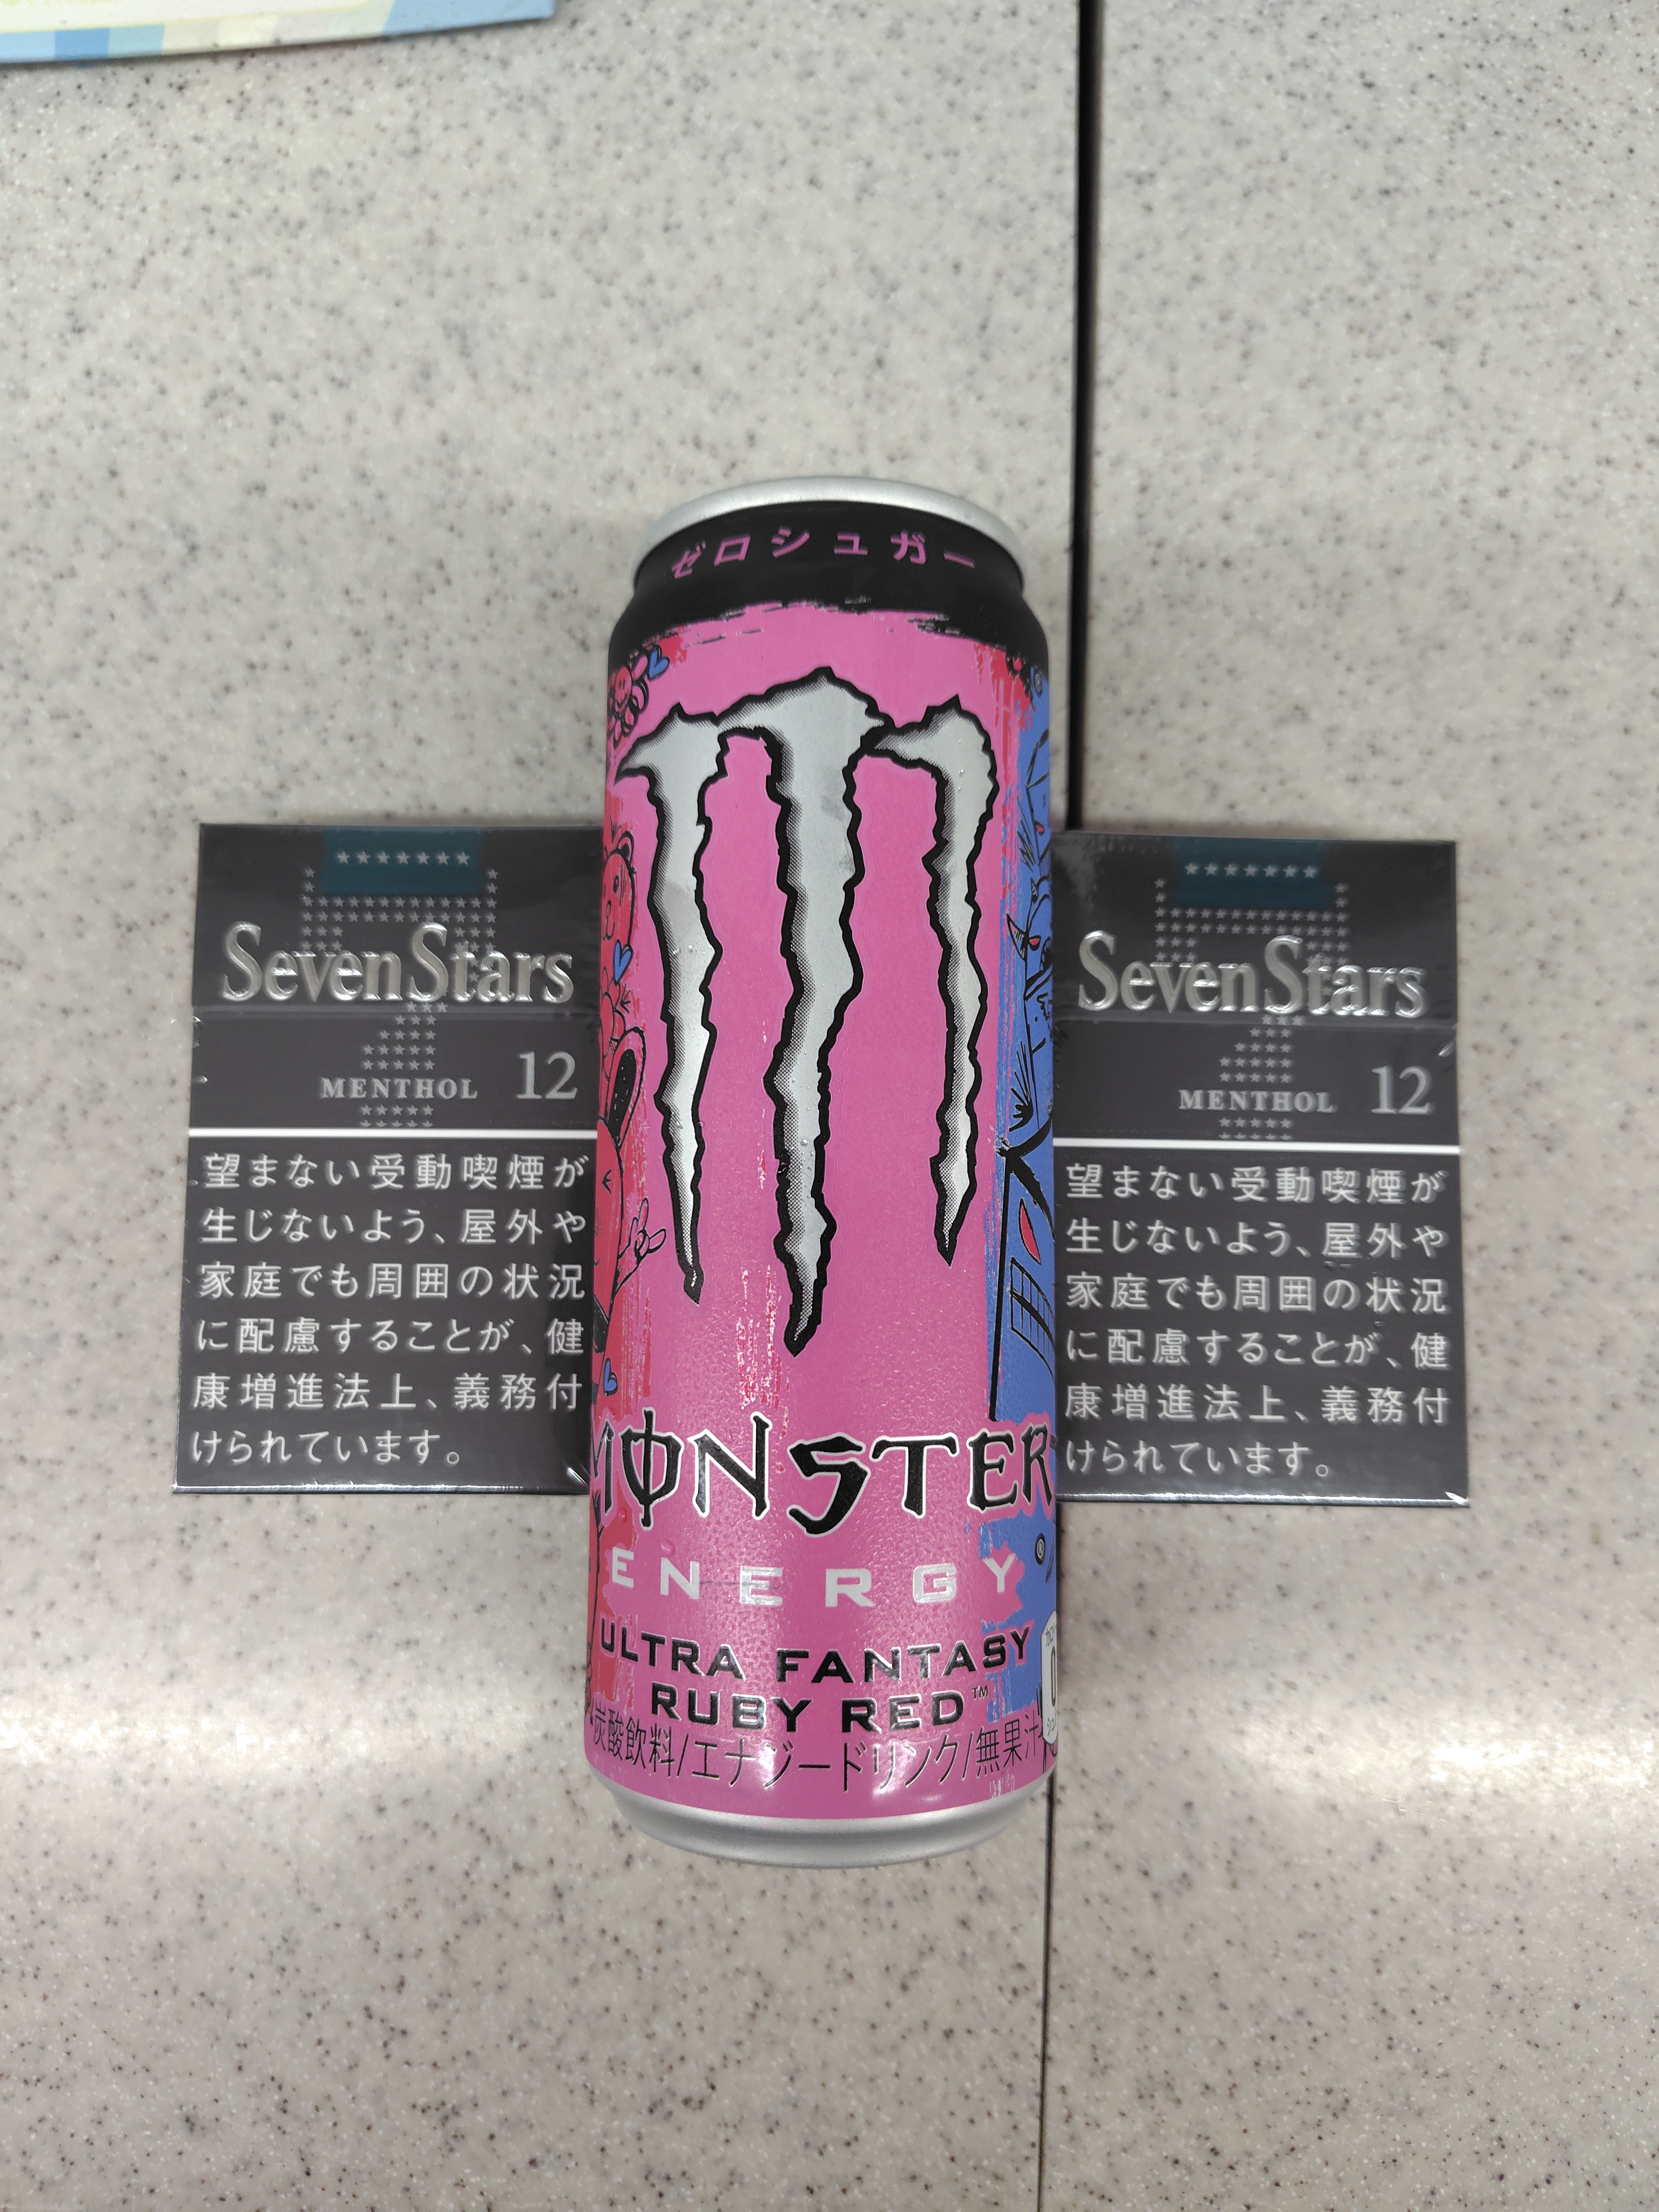 ゼロシュガー
MONSTER
ENERGY
ULTRA FANTASY
RUBY RED™
炭酸飲料/エナジードリンク/無果汁
SevenStars
MENTHOL 12
望まない受動喫煙が
生じないよう、屋外や
家庭でも周囲の状況
に配慮することが、健
康増進法上、義務付
けられています。
SevenStars
MENTHOL 12
望まない受動喫煙が
生じないよう、屋外や
家庭でも周囲の状況
に配慮することが、健
康増進法上、義務付
けられています。